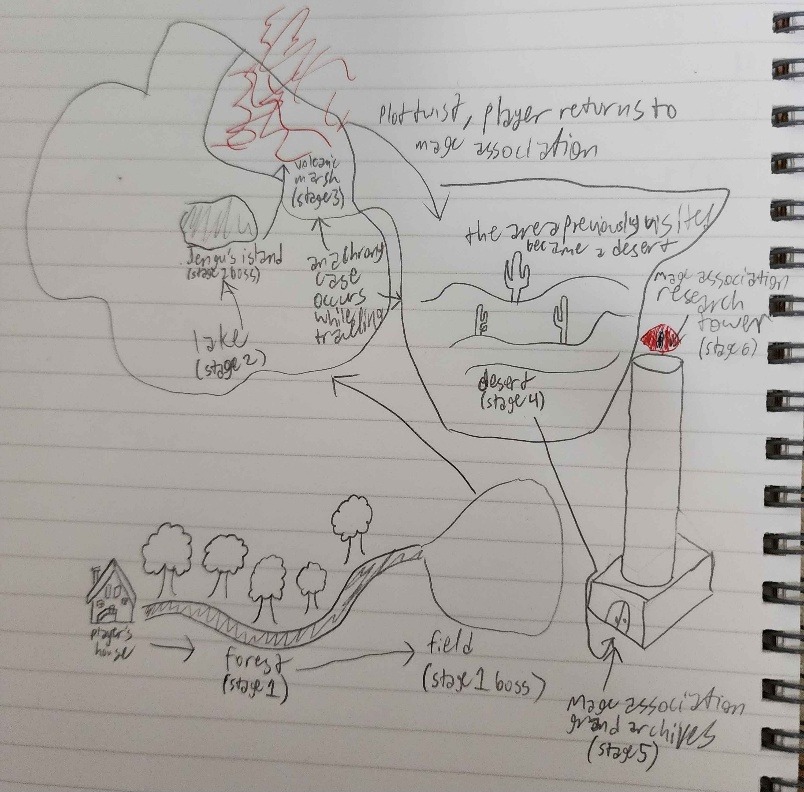 Plot twist, player returns to
mage association
volcanic
marsh
(stage 3)
the area previously visited
became a desert
Jengu's island
(stage 2 boss)
anachrony
case
occurs
while
traveling
mage association
research
tower
(stage 6)
lake
(stage 2)
desert
(stage 4)
player's
house
forest
(stage 1)
field
(stage 1 boss)
Mage association
grand archives
(stage 5)